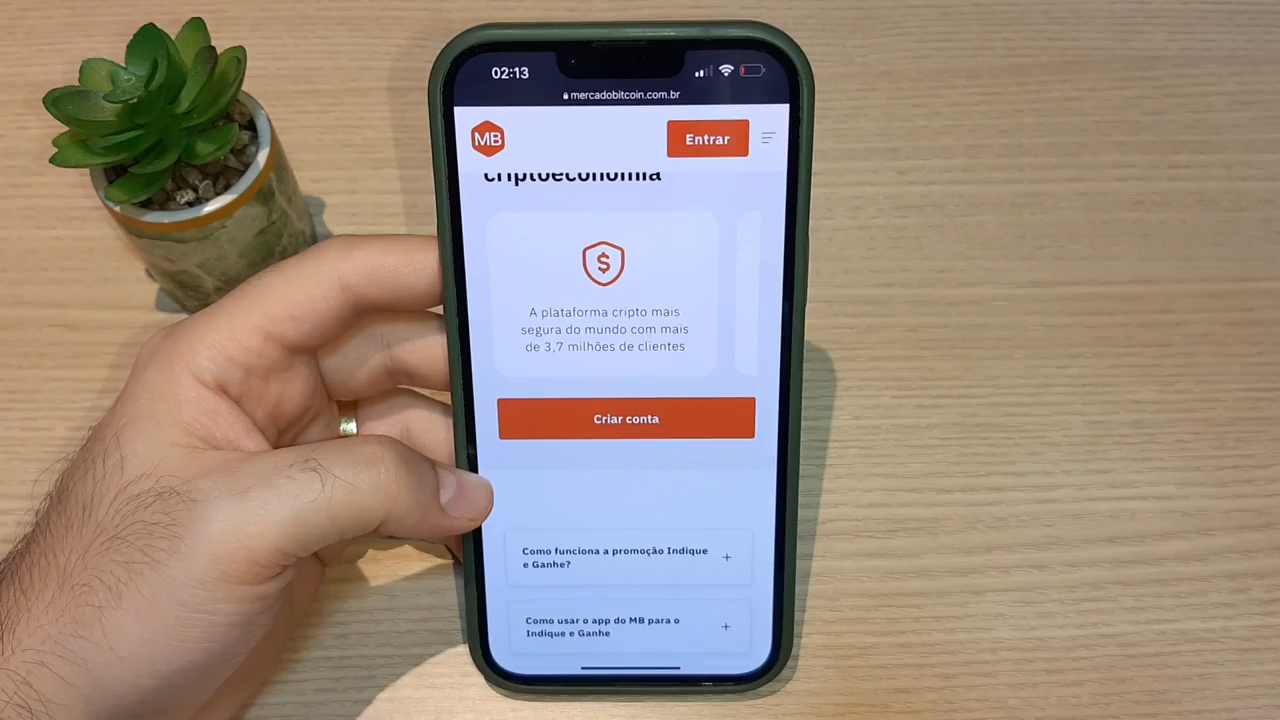 02:13
mercadobitcoin.com.br
MB
Entrar
criptoeconomia
$
A plataforma cripto mais
segura do mundo com mais
de 3,7 milhões de clientes
Criar conta
Como funciona a promoção Indique
e Ganhe?
+
Como usar o app do MB para o
Indique e Ganhe
+